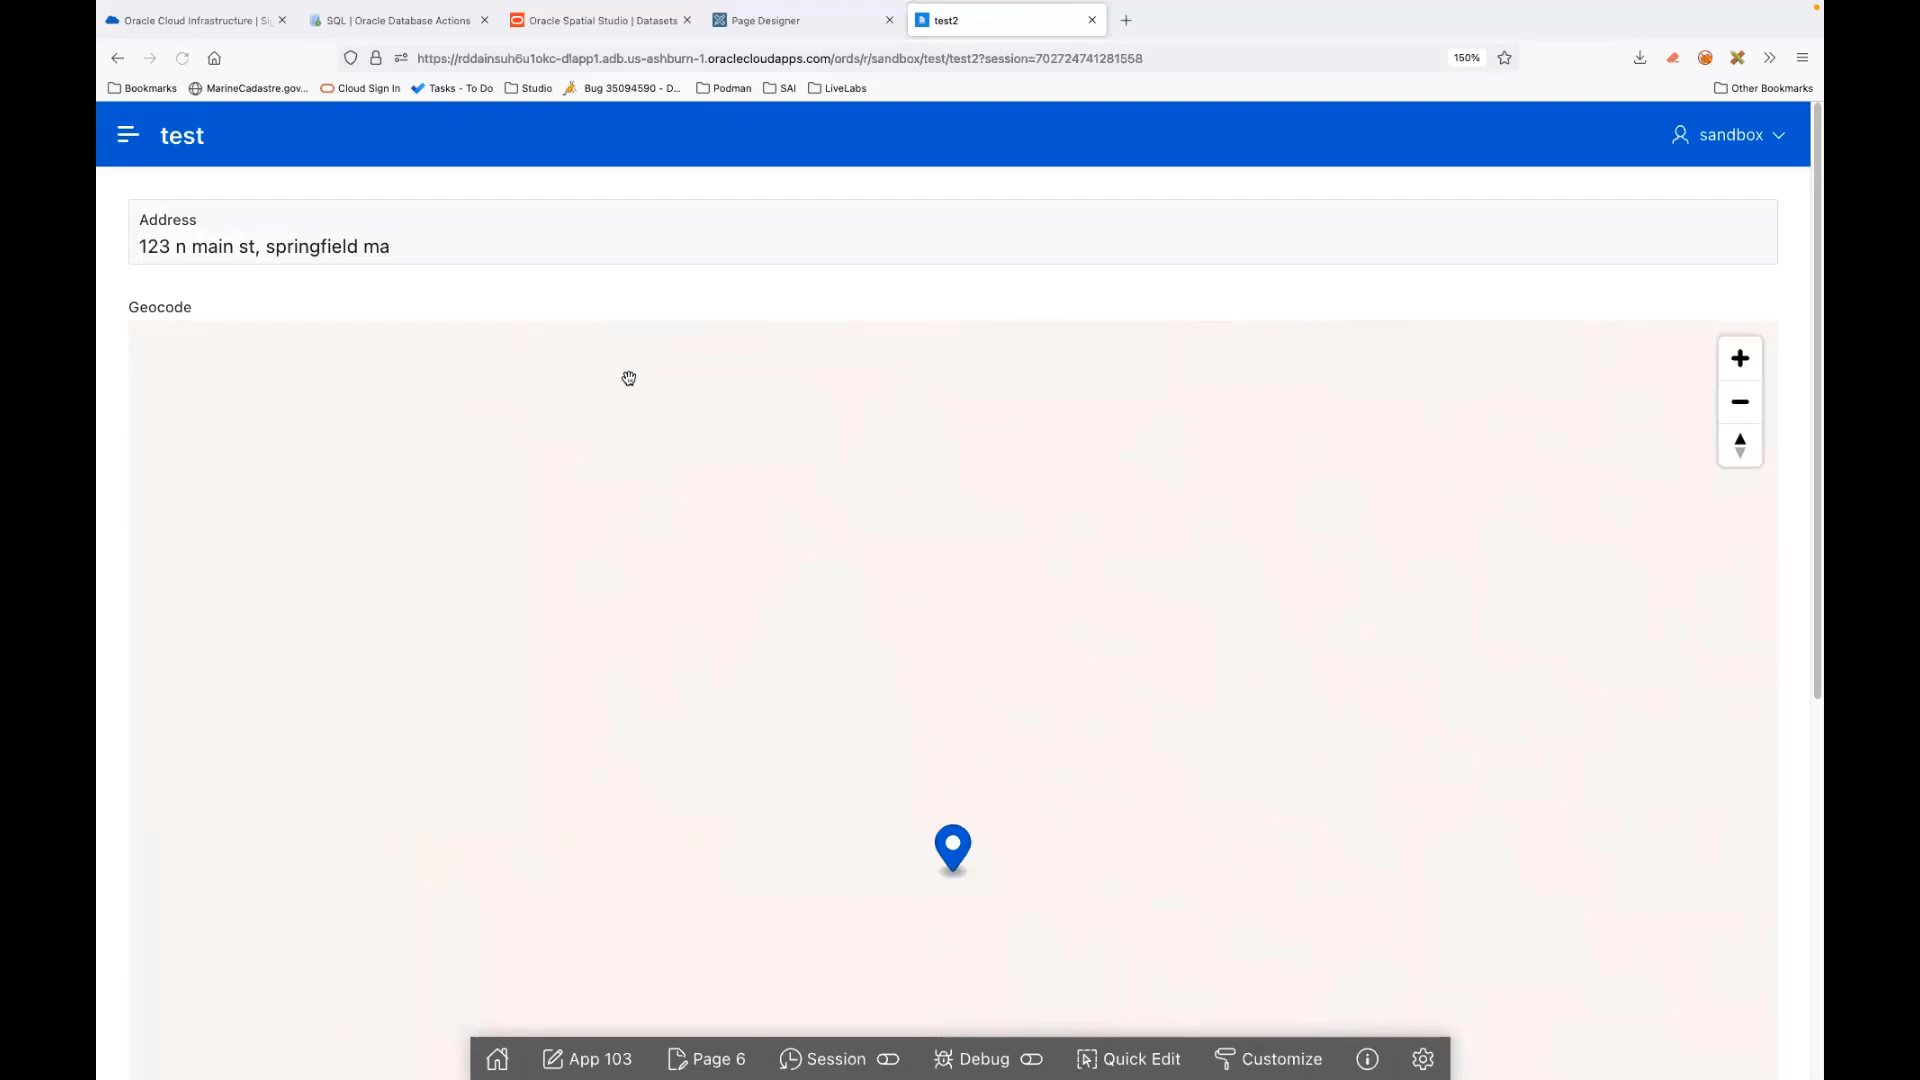 Oracle Cloud Infrastructure | Si
SQL | Oracle Database Actions
Oracle Spatial Studio | Datasets
Page Designer
test2
https://rddainsuh6u1okc-dlapp1.adb.us-ashburn-1.oraclecloudapps.com/ords/r/sandbox/test/test2?session=702724741281558
150%
Bookmarks
MarineCadastre.gov...
Cloud Sign In
Tasks - To Do
Studio
Bug 35094590 - D...
Podman
SAI
LiveLabs
Other Bookmarks
test
sandbox
Address
123 n main st, springfield ma
Geocode
App 103
Page 6
Session
Debug
Quick Edit
Customize